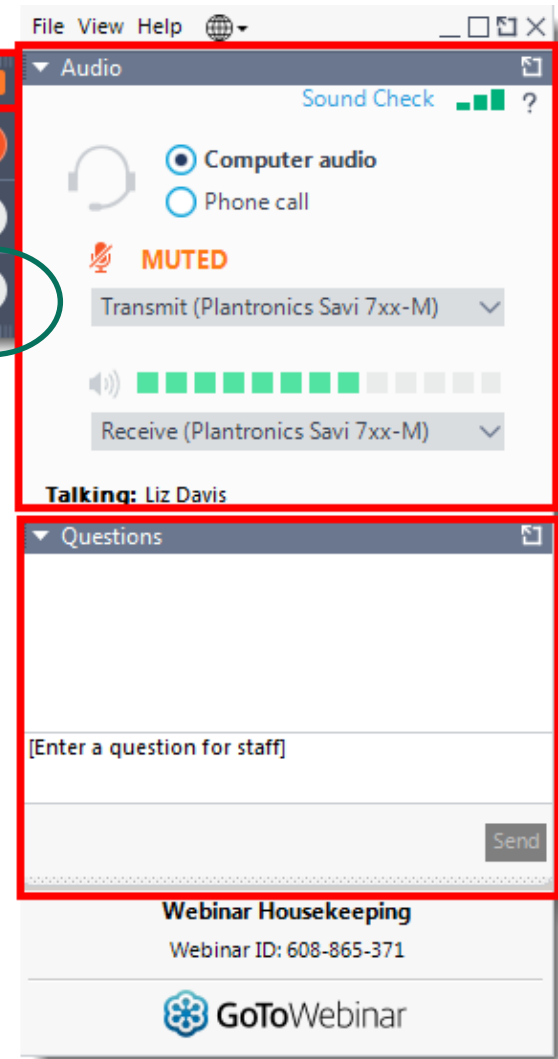 File View Help
Audio
Sound Check ?
Computer audio
Phone call
MUTED
Transmit (Plantronics Savi 7xx-M)
Receive (Plantronics Savi 7xx-M)
Talking: Liz Davis
Questions
[Enter a question for staff]
Send
Webinar Housekeeping
Webinar ID: 608-865-371
GoToWebinar